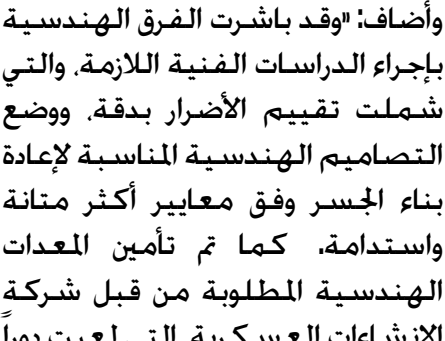 وأضاف: "وقد باشرت الفرق الهندسية
بإجراء الدراسات الفنية اللازمة، والتي
شملت تقييم الأضرار بدقة، ووضع
التصاميم الهندسية المناسبة لإعادة
بناء الجسر وفق معايير أكثر متانة
واستدامة، كما تم تأمين المعدات
الهندسية المطلوبة من قبل شركة
الإنشاءات العسكرية التي لعبت دوراً